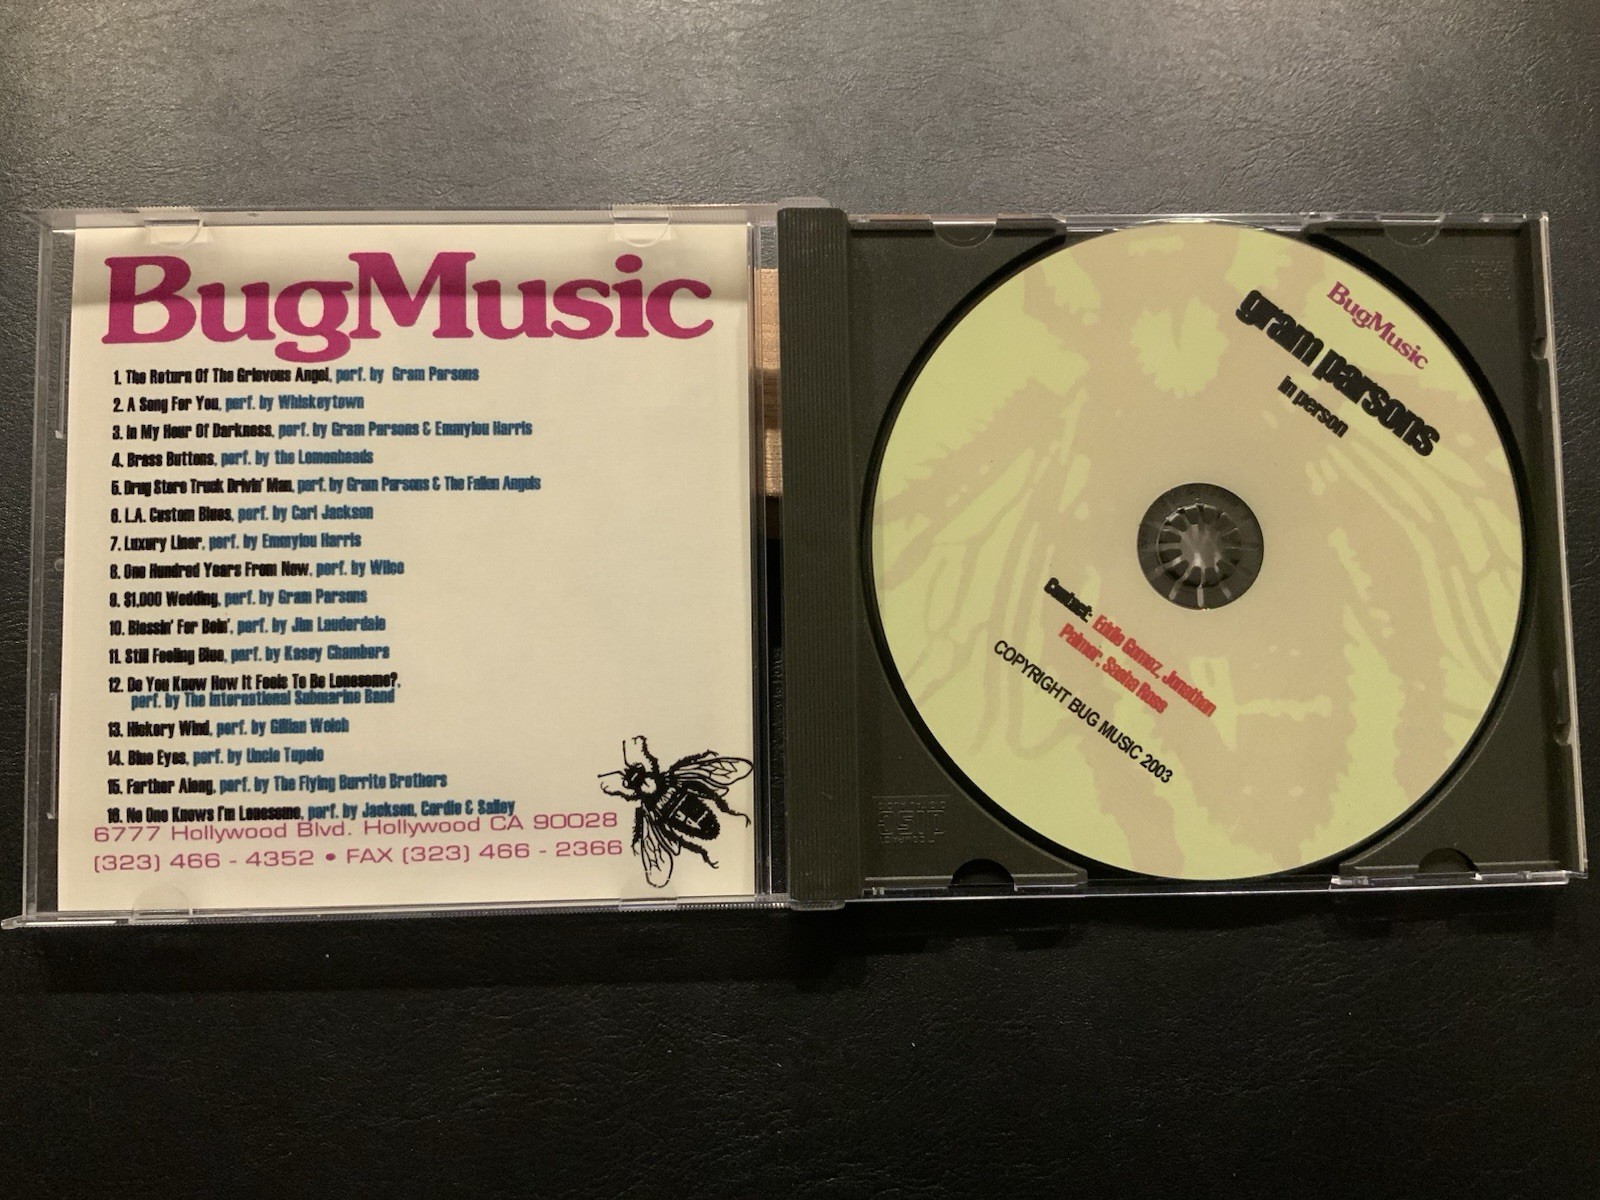 BugMusic
1. The Return Of The Grievous Angel, perf. by Gram Parsons
2. A Song For You, perf. by Whiskeytown
3. In My Hour Of Darkness, perf. by Gram Parsons & Emmylou Harris
4. Brass Buttons, perf. by the Lemonheads
5. Drug Store Truck Drivin' Man, perf. by Gram Parsons & The Fallen Angels
6. L.A. Custom Blues, perf. by Carl Jackson
7. Luxury Liner, perf. by Emmylou Harris
8. One Hundred Years From Now, perf. by Wilco
9. $1,000 Wedding, perf. by Gram Parsons
10. Blessin' For Bein', perf. by Jim Lauderdale
11. Still Feeling Blue, perf. by Kasey Chambers
12. Do You Know How It Feels To Be Lonesome?,
perf. by The International Submarine Band
13. Hickory Wind, perf. by Gillian Welch
14. Blue Eyes, perf. by Uncle Tupelo
15. Farther Along, perf. by The Flying Burrito Brothers
16. No One Knows I'm Lonesome, perf. by Jackson, Cordle & Salley
6777 Hollywood Blvd. Hollywood CA 90028
(323) 466 - 4352 • FAX (323) 466 - 2366
BugMusic
gram parsons
in person
Contact: Eddie Gomez, Jonathan
Palmer, Seaha Ross
COPYRIGHT BUG MUSIC 2003